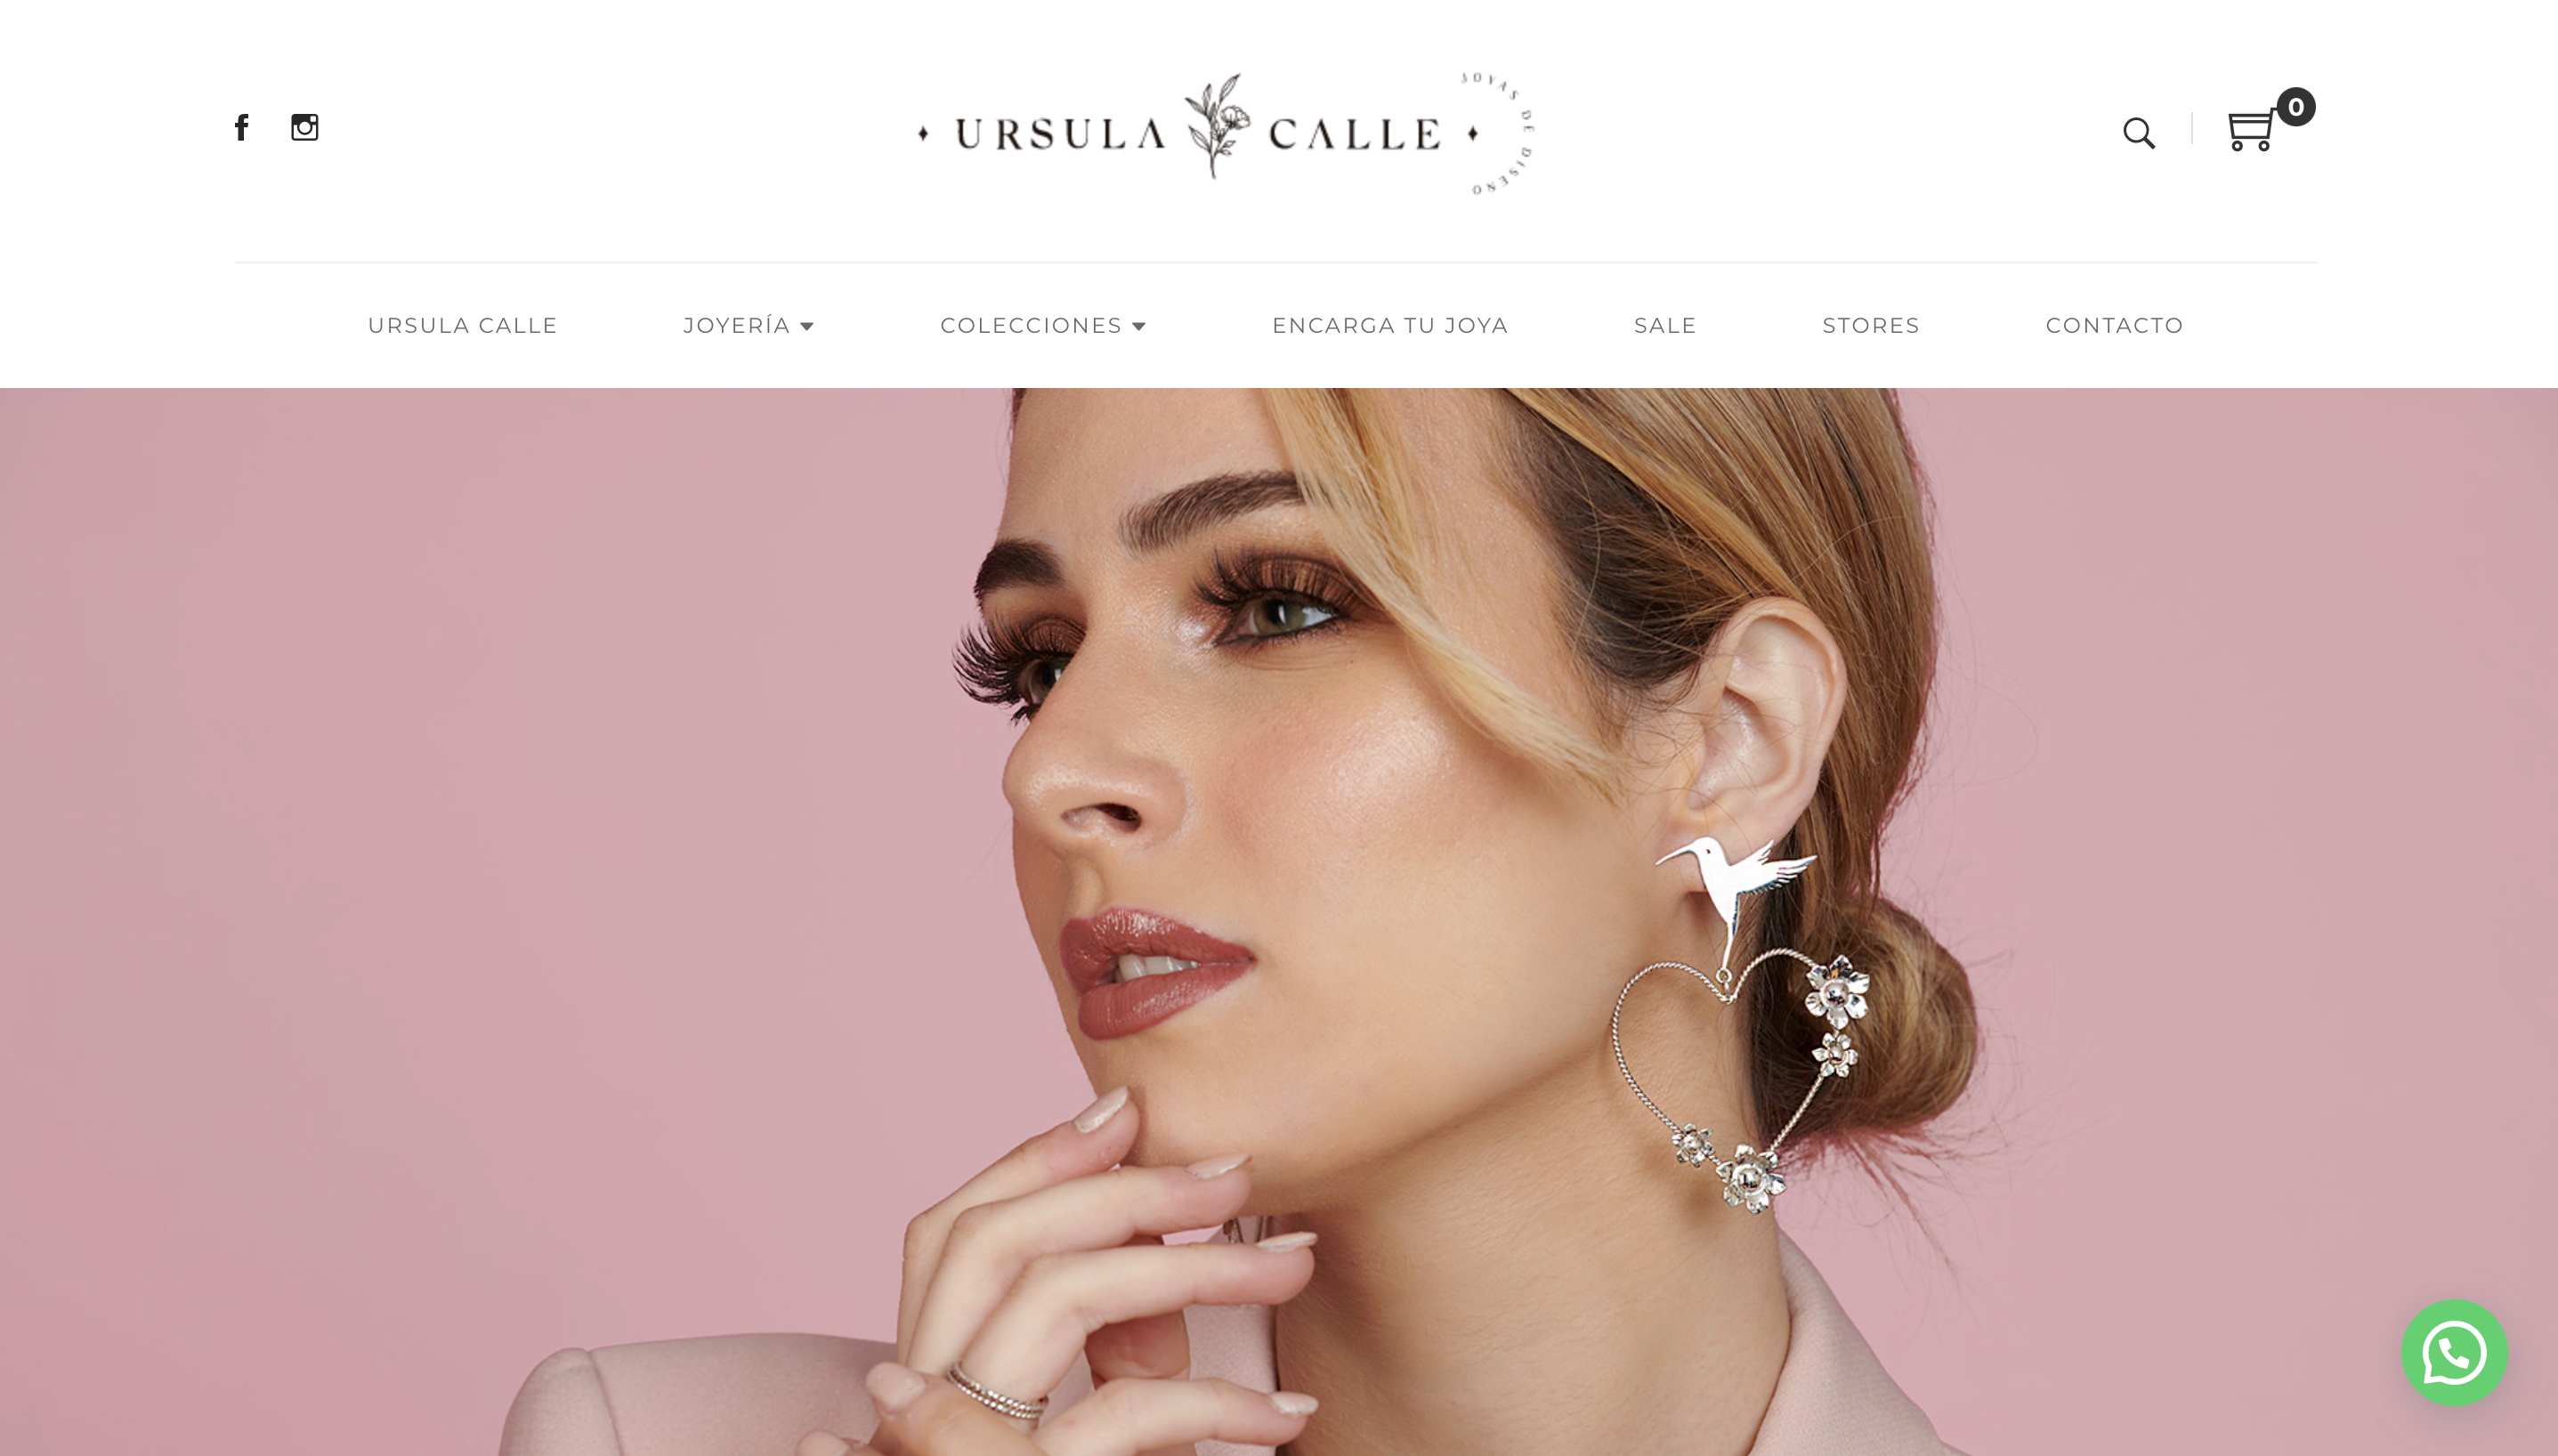 URSULA CALLE
JOYAS DE DISEÑO
0
URSULA CALLE
JOYERÍA
COLECCIONES
ENCARGA TU JOYA
SALE
STORES
CONTACTO